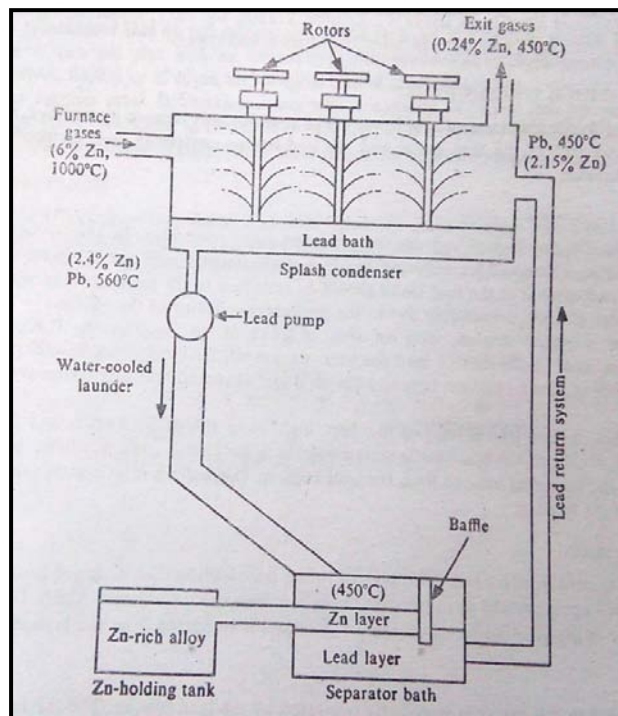 Rotors
Exit gases
(0.24% Zn, 450°C)
Furnace
gases
(6% Zn,
1000°C)
Pb, 450°C
(2.15% Zn)
Lead bath
Splash condenser
(2.4% Zn)
Pb, 560°C
Lead pump
Water-cooled
launder
Lead return system
Baffle
(450°C)
Zn layer
Zn-rich alloy
Lead layer
Zn-holding tank
Separator bath